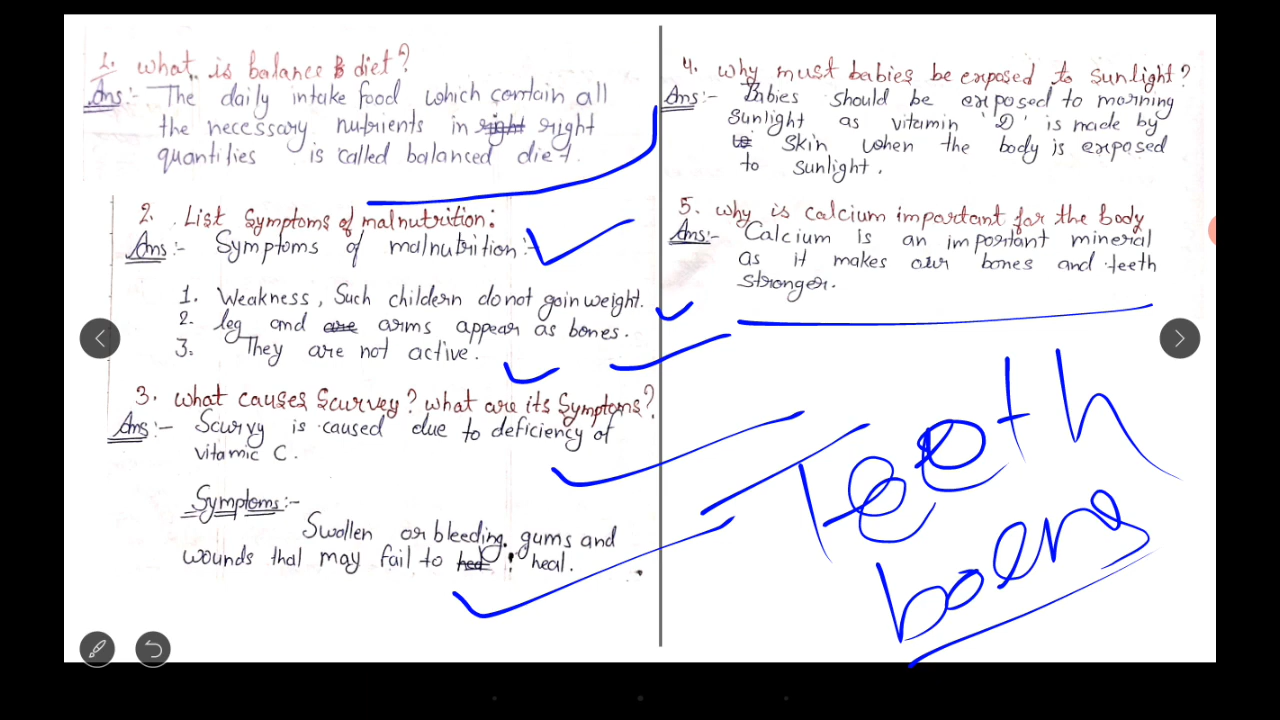 1. What is balance diet?
Ans:- The daily intake food which contain all
the necessary nutrients in right right
quantities is called balanced diet.
2. List Symptoms of malnutrition:
Ans:- Symptoms of malnutrition:-
1. Weakness, Such childern do not goin weight.
2. leg and are arms appear as bones.
3. They are not active.
3. What causes Scurvey? What are its Symptoms?
Ans:- Scurvy is caused due to deficiency of
vitamic C.
Symptoms:-
Swollen or bleeding gums and
wounds that may fail to heal.
4. Why must babies be exposed to sunlight?
Ans:- Babies should be exposed to morning
sunlight as vitamin 'D' is made by
skin when the body is exposed
to sunlight.
5. Why is calcium important for the body
Ans:- Calcium is an important mineral
as it makes our bones and teeth
stronger.
Teeth
boens